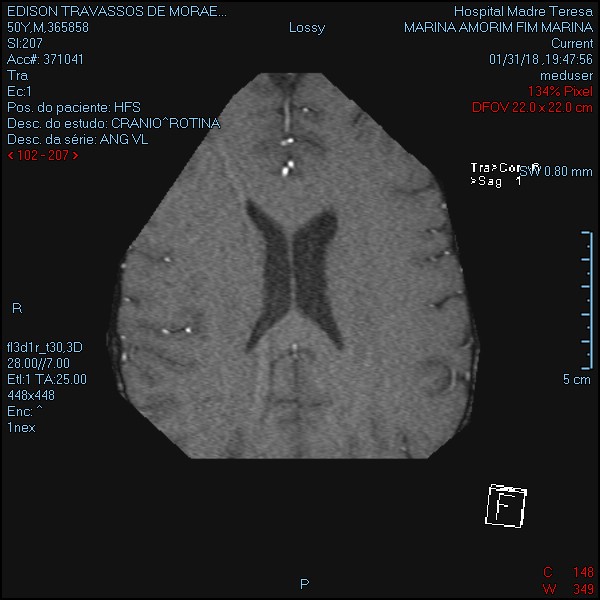 EDISON TRAVASSOS DE MORAE...
50Y,M,365858
SI:207
Acc#: 371041
Tra
Ec:1
Pos. do paciente: HFS
Desc. do estudo: CRANIO^ROTINA
Desc. da série: ANG VL
< 102 - 207 >
Lossy
Hospital Madre Teresa
MARINA AMORIM FIM MARINA
Current
01/31/18 ,19:47:56
meduser
134% Pixel
DFOV 22.0 x 22.0 cm
Tra>Cor
SW 0.80 mm
>Sag 1
R
fl3d1r_t30,3D
28.00//7.00
Etl:1 TA:25.00
448x448
Enc: ^
1nex
5 cm
F
P
C 148
W 349